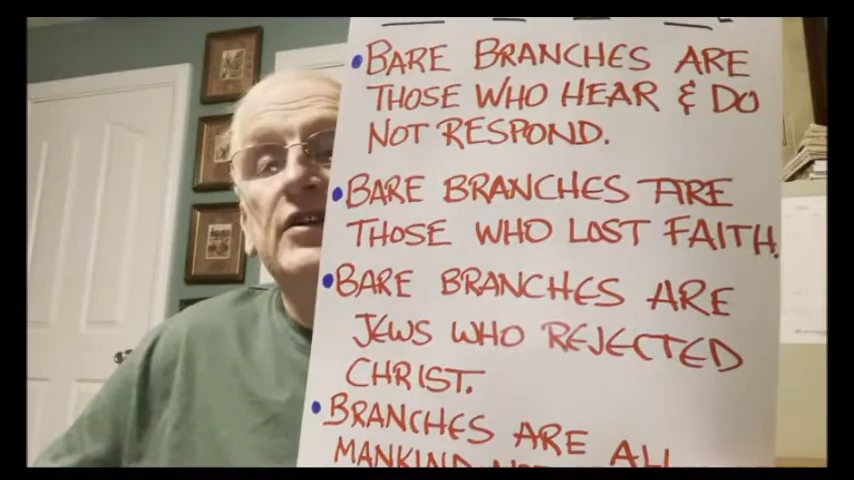 • BARE BRANCHES ARE
THOSE WHO HEAR & DO
NOT RESPOND.
• BARE BRANCHES ARE
THOSE WHO LOST FAITH.
• BARE BRANCHES ARE
JEWS WHO REJECTED
CHRIST.
• BRANCHES ARE ALL
MANKIND